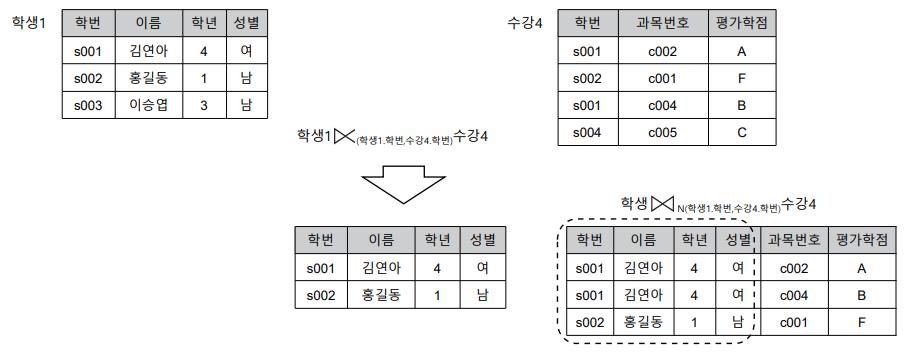 학생1
학번 이름 학년 성별
s001 김연아 4 여
s002 홍길동 1 남
s003 이승엽 3 남
수강4
학번 과목번호 평가학점
s001 c002 A
s002 c001 F
s001 c004 B
s004 c005 C
학생1⋉(학생1.학번,수강4.학번)수강4
학번 이름 학년 성별
s001 김연아 4 여
s002 홍길동 1 남
학생⋈N(학생1.학번,수강4.학번)수강4
학번 이름 학년 성별 과목번호 평가학점
s001 김연아 4 여 c002 A
s001 김연아 4 여 c004 B
s002 홍길동 1 남 c001 F